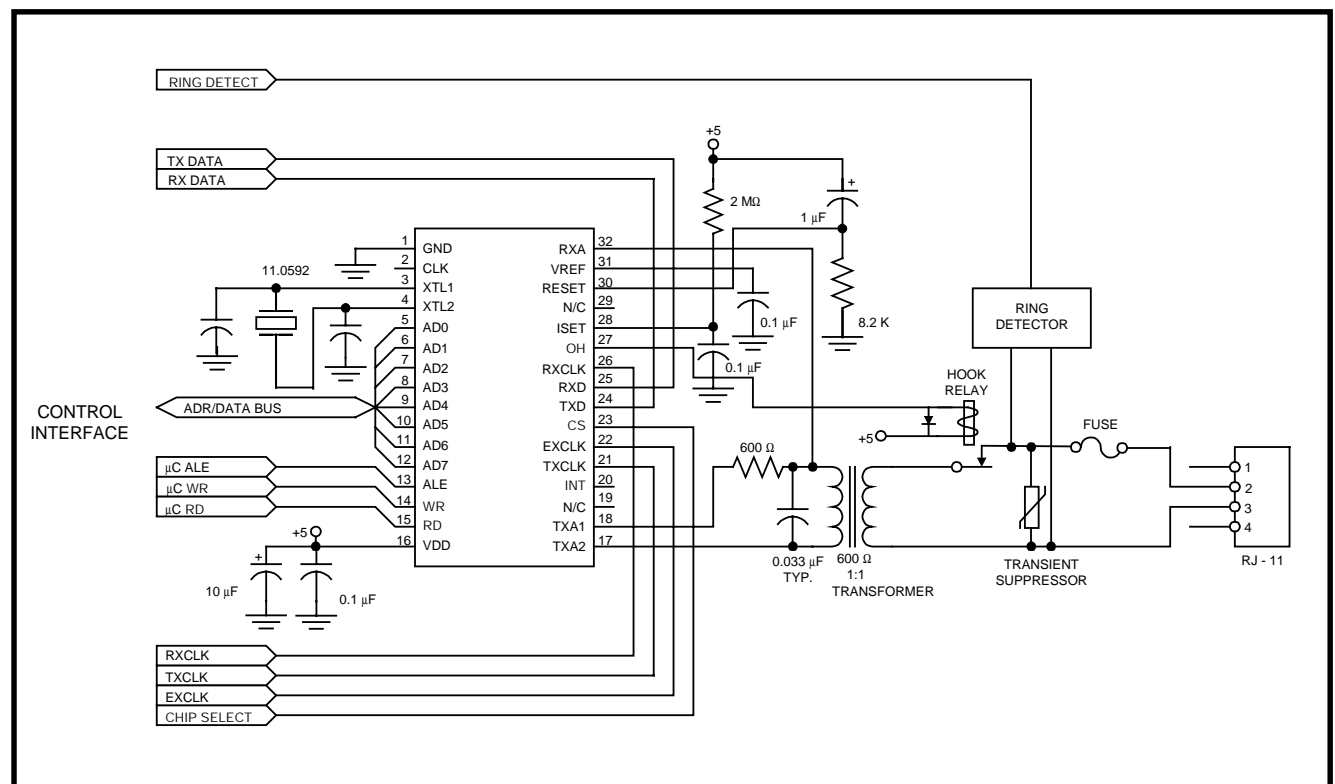 RING DETECT
TX DATA
RX DATA
+5
2 MΩ
+
1 µF
8.2 K
0.1 µF
0.1 µF
11.0592
1 GND
2 CLK
3 XTL1
4 XTL2
5 AD0
6 AD1
7 AD2
8 AD3
9 AD4
10 AD5
11 AD6
12 AD7
13 ALE
14 WR
15 RD
16 VDD
RXA 32
VREF 31
RESET 30
N/C 29
ISET 28
OH 27
RXCLK 26
RXD 25
TXD 24
CS 23
EXCLK 22
TXCLK 21
INT 20
N/C 19
TXA1 18
TXA2 17
CONTROL
INTERFACE
ADR/DATA BUS
µC ALE
µC WR
µC RD
+5
+
10 µF
0.1 µF
RING
DETECTOR
HOOK
RELAY
+5
FUSE
600 Ω
0.033 µF
TYP.
600 Ω
1:1
TRANSFORMER
TRANSIENT
SUPPRESSOR
1
2
3
4
RJ - 11
RXCLK
TXCLK
EXCLK
CHIP SELECT